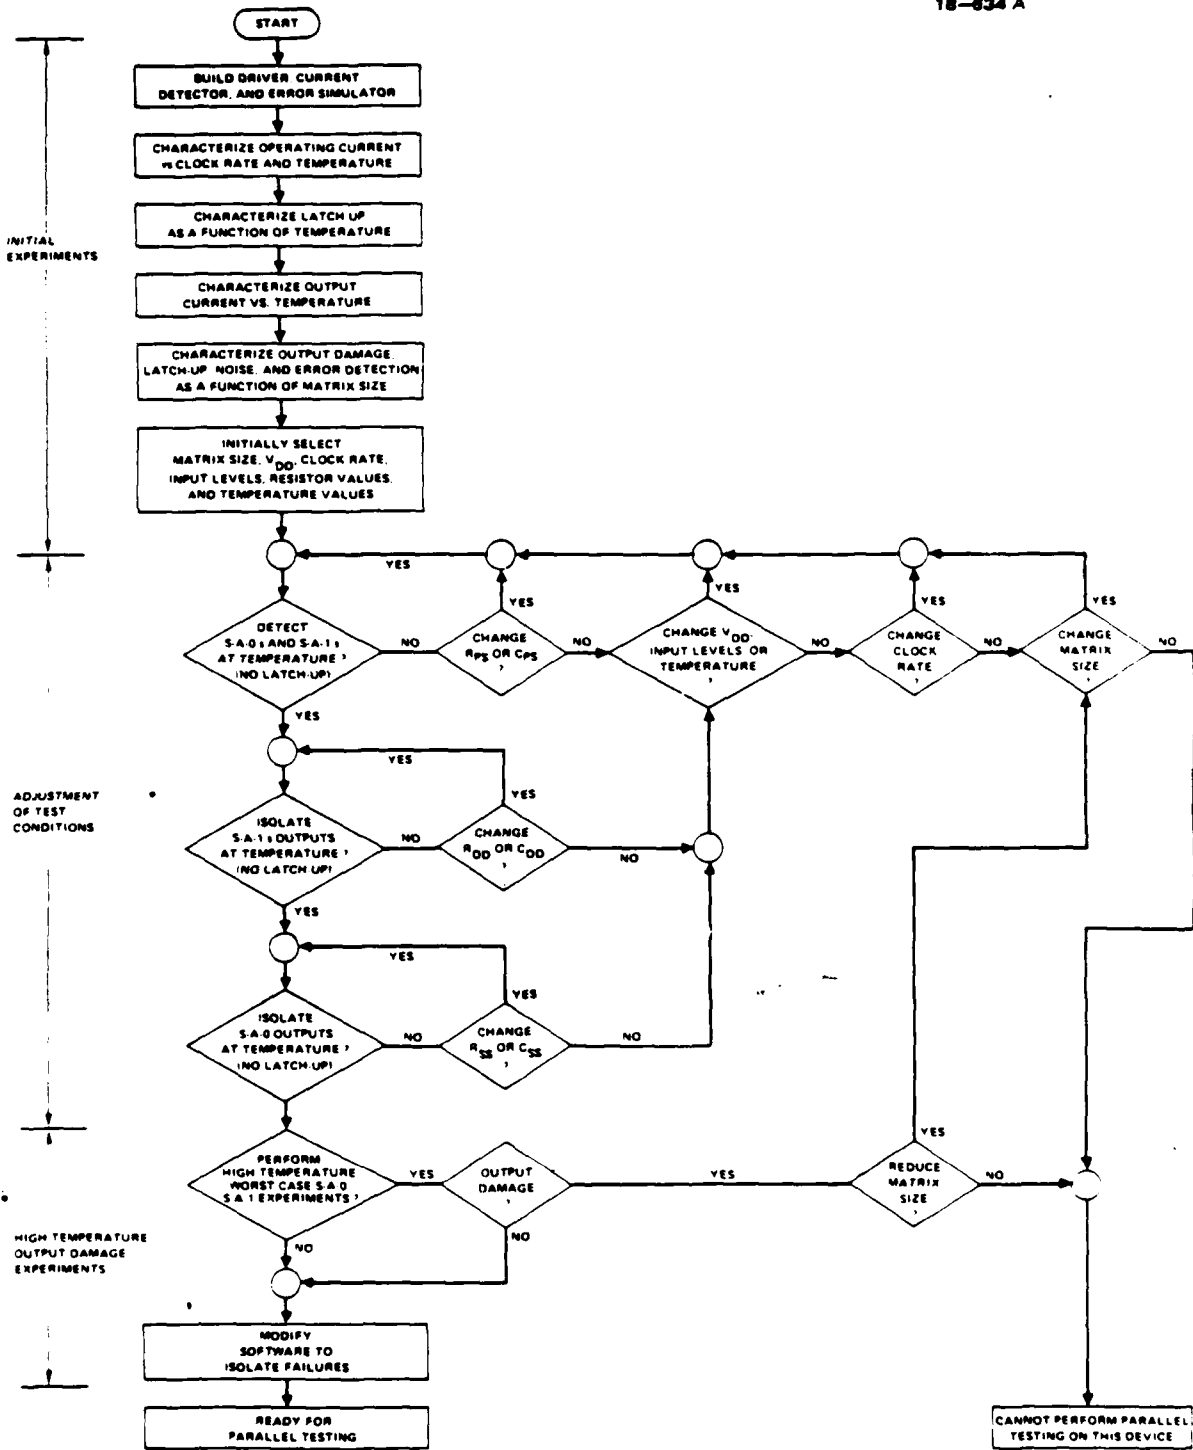 18-834 A
START
BUILD DRIVER CURRENT
DETECTOR, AND ERROR SIMULATOR
CHARACTERIZE OPERATING CURRENT
vs CLOCK RATE AND TEMPERATURE
CHARACTERIZE LATCH UP
AS A FUNCTION OF TEMPERATURE
INITIAL
EXPERIMENTS
CHARACTERIZE OUTPUT
CURRENT VS. TEMPERATURE
CHARACTERIZE OUTPUT DAMAGE,
LATCH-UP NOISE, AND ERROR DETECTION
AS A FUNCTION OF MATRIX SIZE
INITIALLY SELECT
MATRIX SIZE, VDD, CLOCK RATE,
INPUT LEVELS, RESISTOR VALUES,
AND TEMPERATURE VALUES
YES
YES
YES
YES
YES
DETECT
S-A-0s AND S-A-1s
AT TEMPERATURE ?
(NO LATCH-UP)
NO
CHANGE
RPS OR CPS
?
NO
CHANGE VDD,
INPUT LEVELS OR
TEMPERATURE
?
NO
CHANGE
CLOCK
RATE
?
NO
CHANGE
MATRIX
SIZE
?
NO
YES
YES
YES
ADJUSTMENT
OF TEST
CONDITIONS
ISOLATE
S-A-1s OUTPUTS
AT TEMPERATURE ?
(NO LATCH-UP)
NO
CHANGE
RDD OR CDD
?
NO
YES
YES
YES
ISOLATE
S-A-0 OUTPUTS
AT TEMPERATURE ?
(NO LATCH-UP)
NO
CHANGE
RSS OR CSS
?
NO
YES
PERFORM
HIGH TEMPERATURE
WORST CASE S-A-0
S-A-1 EXPERIMENTS ?
YES
OUTPUT
DAMAGE
?
YES
REDUCE
MATRIX
SIZE
?
NO
HIGH TEMPERATURE
OUTPUT DAMAGE
EXPERIMENTS
NO
NO
MODIFY
SOFTWARE TO
ISOLATE FAILURES
READY FOR
PARALLEL TESTING
CANNOT PERFORM PARALLEL
TESTING ON THIS DEVICE